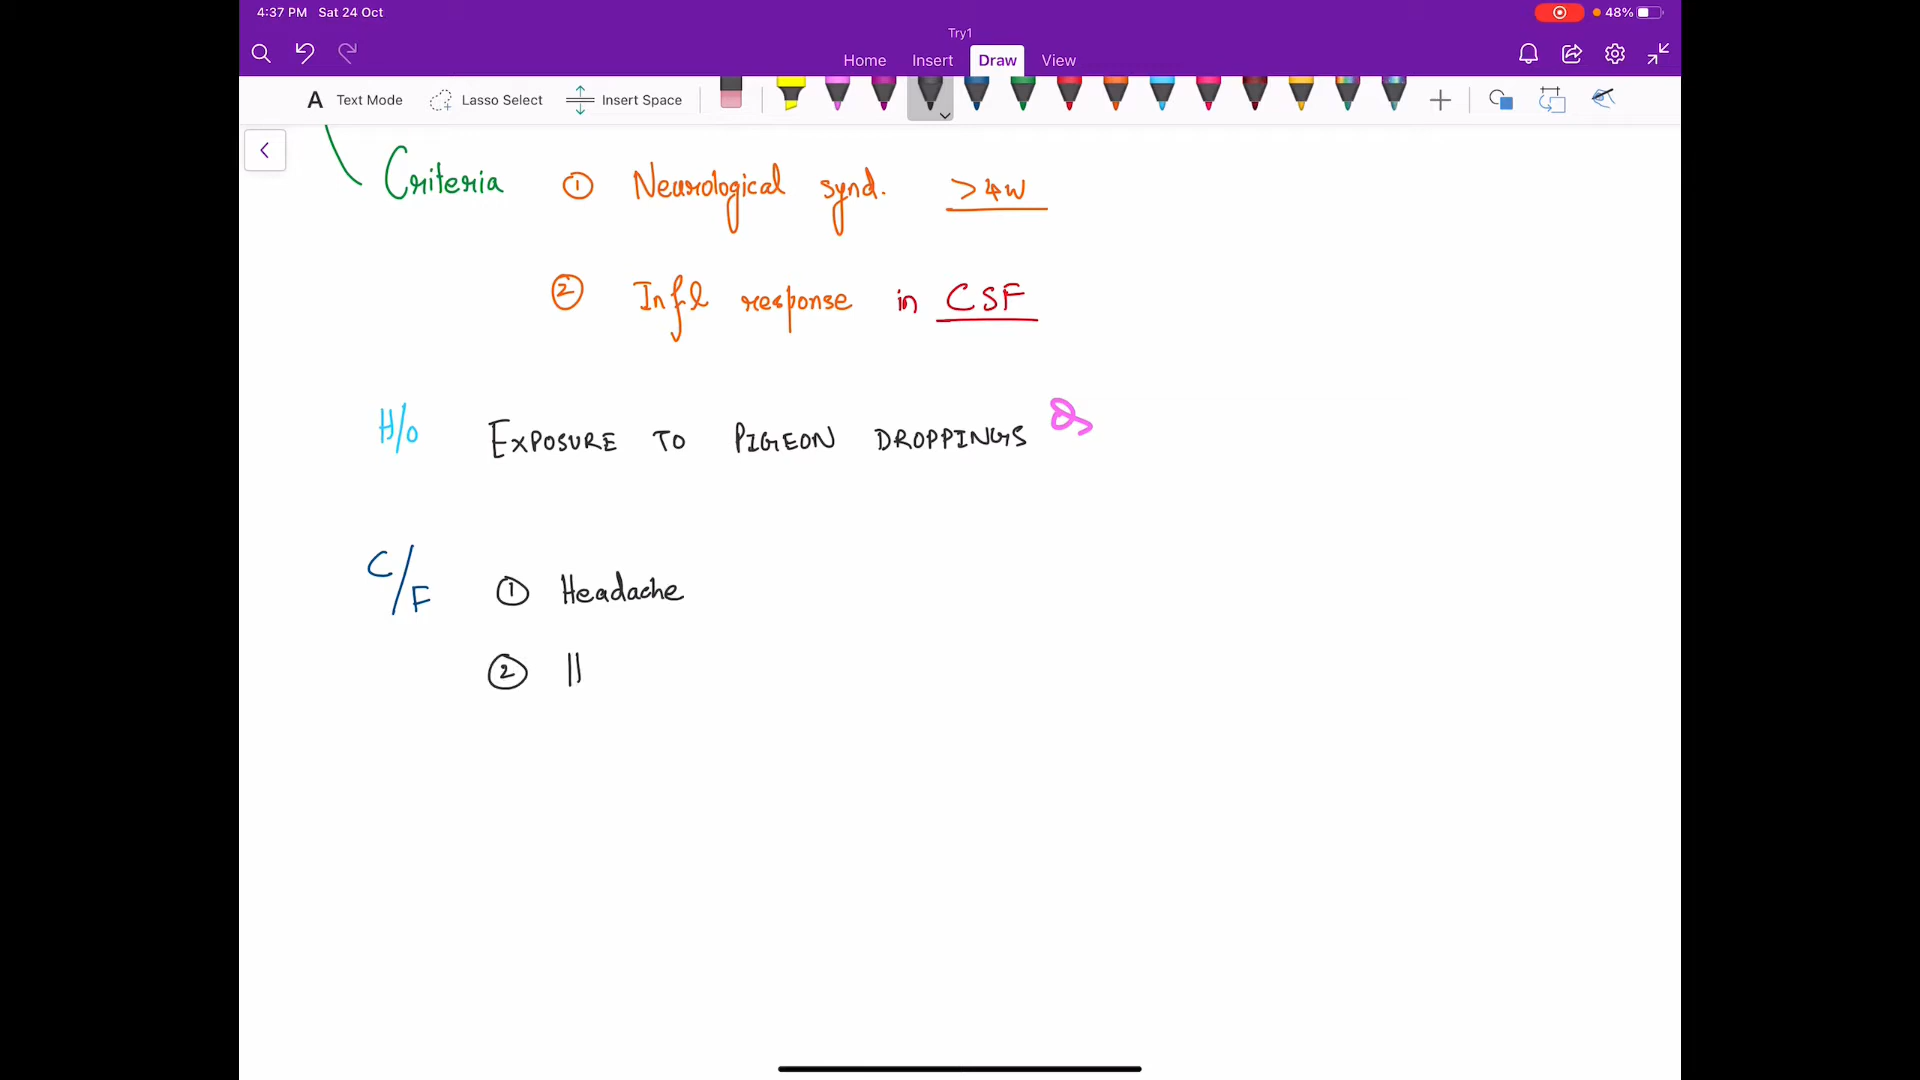 4:37 PM Sat 24 Oct
48%
Try1
Home Insert Draw View
A Text Mode Lasso Select Insert Space
Criteria ① Neurological synd. >4w
② Infl response in CSF
H/O EXPOSURE TO PIGEON DROPPINGS
C/F ① Headache
②